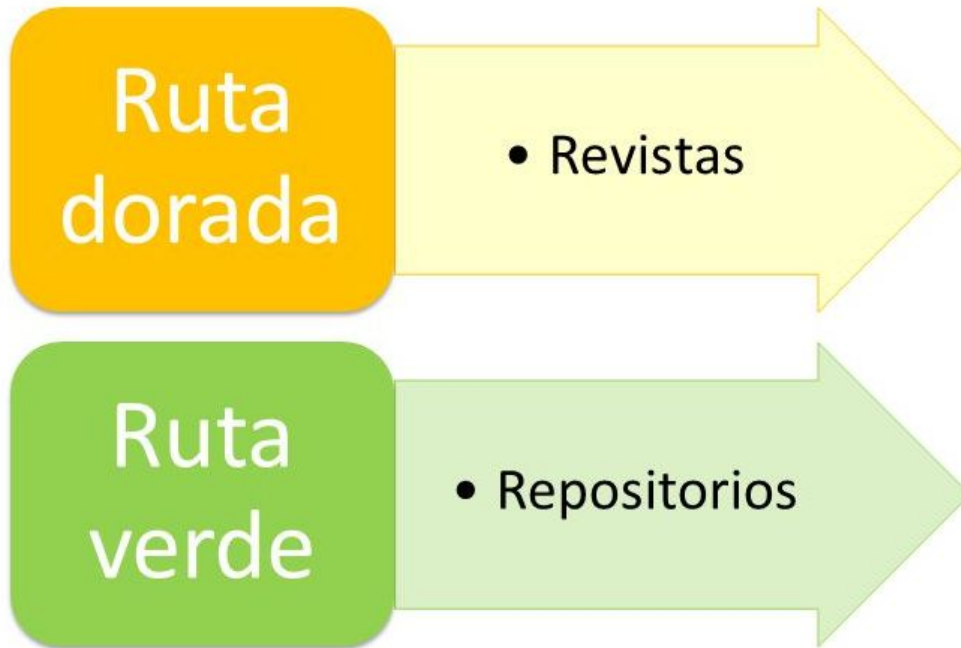 Ruta
dorada
• Revistas
Ruta
verde
• Repositorios